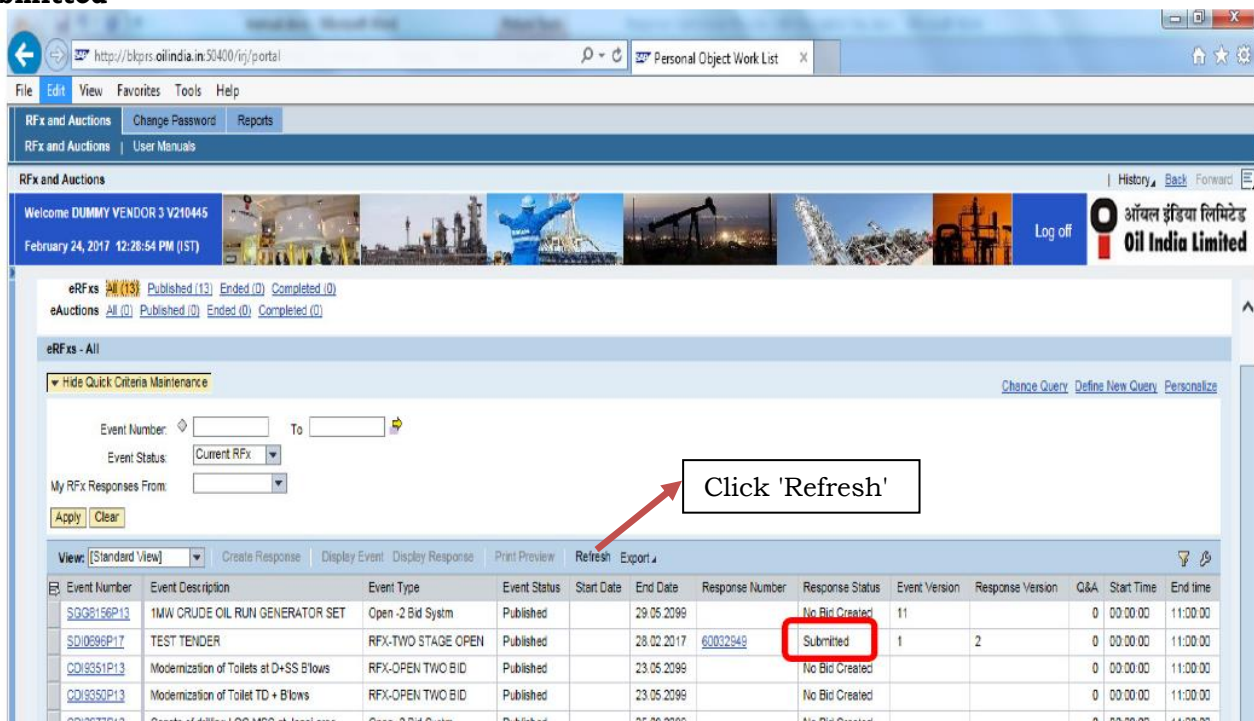 bmitted
http://bkprs.oilindia.in:50400/irj/portal
Personal Object Work List
File Edit View Favorites Tools Help
RFx and Auctions Change Password Reports
RFx and Auctions | User Manuals
RFx and Auctions | History Back Forward
Welcome DUMMY VENDOR 3 V210445
February 24, 2017 12:28:54 PM (IST)
Log off
ऑयल इंडिया लिमिटेड
Oil India Limited
eRFxs All (13) Published (13) Ended (0) Completed (0)
eAuctions All (0) Published (0) Ended (0) Completed (0)
eRFxs - All
Hide Quick Criteria Maintenance Change Query Define New Query Personalize
Event Number: To
Event Status: Current RFx
My RFx Responses From:
Click 'Refresh'
Apply Clear
View: [Standard View] Create Response Display Event Display Response Print Preview Refresh Export
Event Number Event Description Event Type Event Status Start Date End Date Response Number Response Status Event Version Response Version Q&A Start Time End time
SGG8156P13 1MW CRUDE OIL RUN GENERATOR SET Open -2 Bid Systm Published 29.05.2099 No Bid Created 11 0 00:00:00 11:00:00
SDI0696P17 TEST TENDER RFX-TWO STAGE OPEN Published 28.02.2017 60032949 Submitted 1 2 0 00:00:00 11:00:00
CDI9351P13 Modernization of Toilets at D+SS B'lows RFX-OPEN TWO BID Published 23.05.2099 No Bid Created 0 00:00:00 11:00:00
CDI9350P13 Modernization of Toilet TD + B'lows RFX-OPEN TWO BID Published 23.05.2099 No Bid Created 0 00:00:00 11:00:00